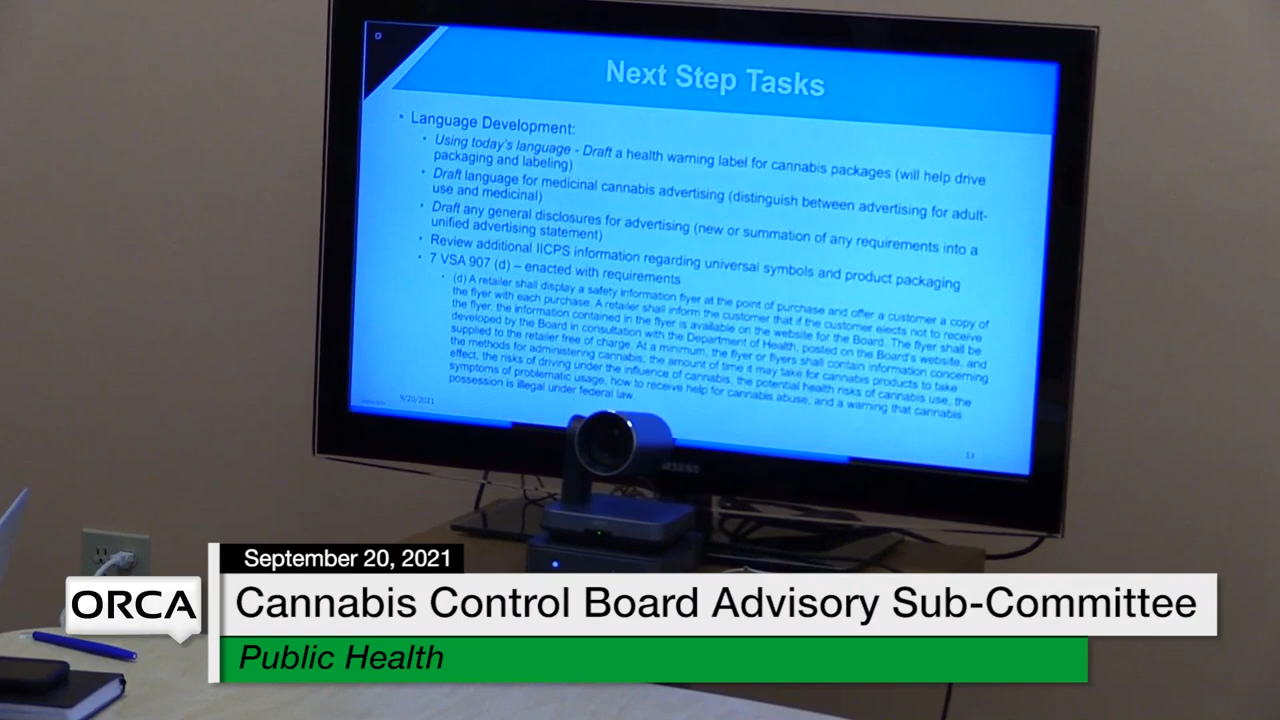 Next Step Tasks
• Language Development:
• Using today's language - Draft a health warning label for cannabis packages (will help drive
packaging and labeling)
• Draft language for medicinal cannabis advertising (distinguish between advertising for adult-
use and medicinal)
• Draft any general disclosures for advertising (new or summation of any requirements into a
unified advertising statement)
• Review additional IICPS information regarding universal symbols and product packaging
• 7 VSA 907 (d) – enacted with requirements
• (d) A retailer shall display a safety information flyer at the point of purchase and offer a customer a copy of
the flyer with each purchase. A retailer shall inform the customer that if the customer elects not to receive
the flyer, the information contained in the flyer is available on the website for the Board. The flyer shall be
developed by the Board in consultation with the Department of Health, posted on the Board's website, and
supplied to the retailer free of charge. At a minimum, the flyer or flyers shall contain information concerning
the methods for administering cannabis, the amount of time it may take for cannabis products to take
effect, the risks of driving under the influence of cannabis, the potential health risks of cannabis use, the
symptoms of problematic usage, how to receive help for cannabis abuse, and a warning that cannabis
possession is illegal under federal law.
9/20/2021
13
SAMSUNG
September 20, 2021
ORCA
Cannabis Control Board Advisory Sub-Committee
Public Health